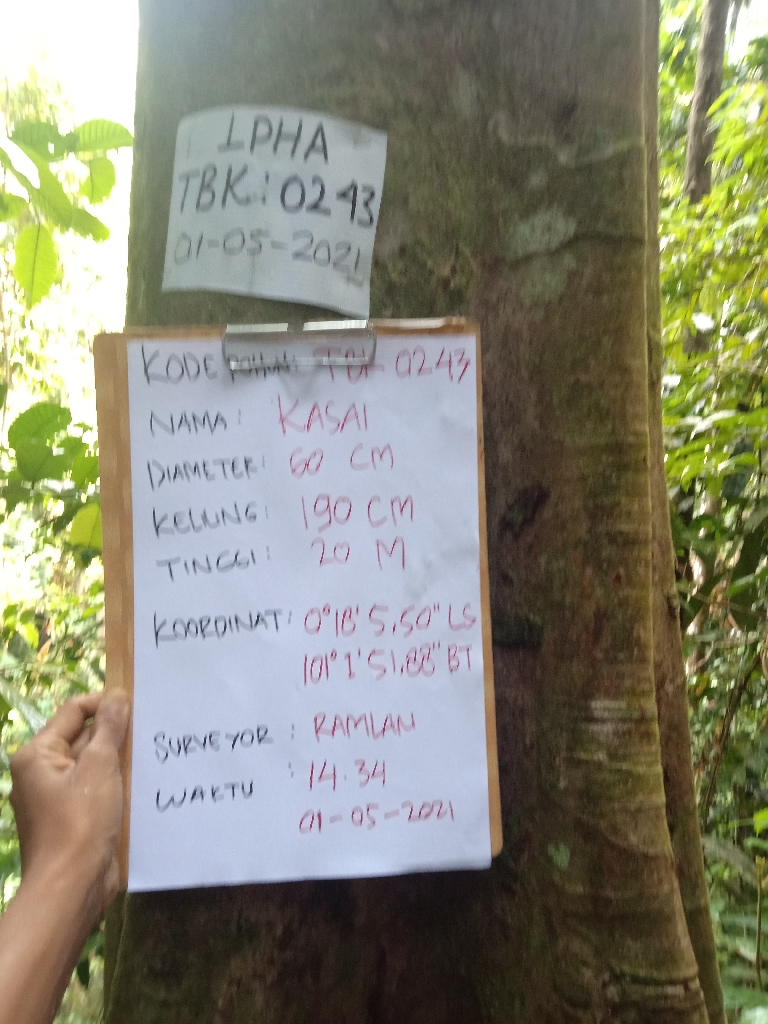 LPHA
TBK: 0243
01-05-2021
KODE POHON: TBK 0243
NAMA: KASAI
DIAMETER: 60 CM
KELUNG: 190 CM
TINGGI: 20 M
KOORDINAT: 0°18'5,50" LS
101°1'51,88" BT
SURVEYOR : RAMLAN
WAKTU : 14.34
01-05-2021